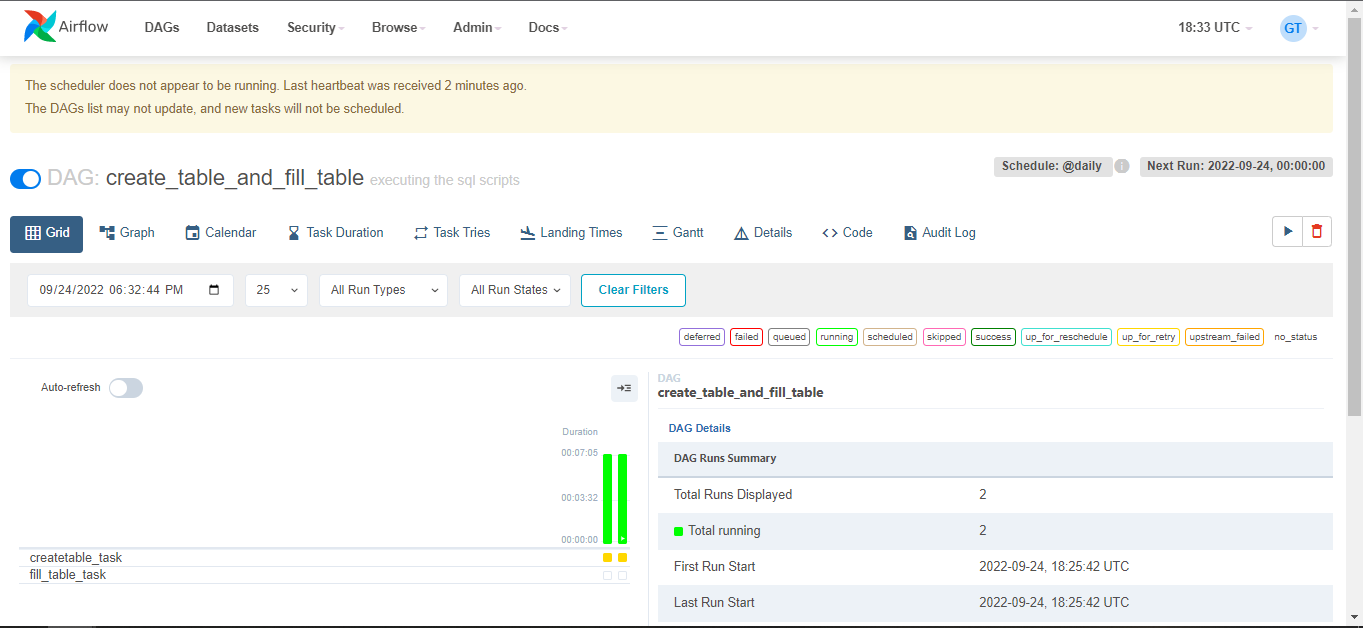 Airflow DAGs Datasets Security Browse Admin Docs 18:33 UTC GT
The scheduler does not appear to be running. Last heartbeat was received 2 minutes ago.
The DAGs list may not update, and new tasks will not be scheduled.
Schedule: @daily i Next Run: 2022-09-24, 00:00:00
DAG: create_table_and_fill_table executing the sql scripts
Grid Graph Calendar Task Duration Task Tries Landing Times Gantt Details Code Audit Log
09/24/2022 06:32:44 PM 25 All Run Types All Run States Clear Filters
deferred failed queued running scheduled skipped success up_for_reschedule up_for_retry upstream_failed no_status
Auto-refresh
Duration
00:07:05
00:03:32
00:00:00
createtable_task
fill_table_task
DAG
create_table_and_fill_table
DAG Details
DAG Runs Summary
Total Runs Displayed 2
Total running 2
First Run Start 2022-09-24, 18:25:42 UTC
Last Run Start 2022-09-24, 18:25:42 UTC